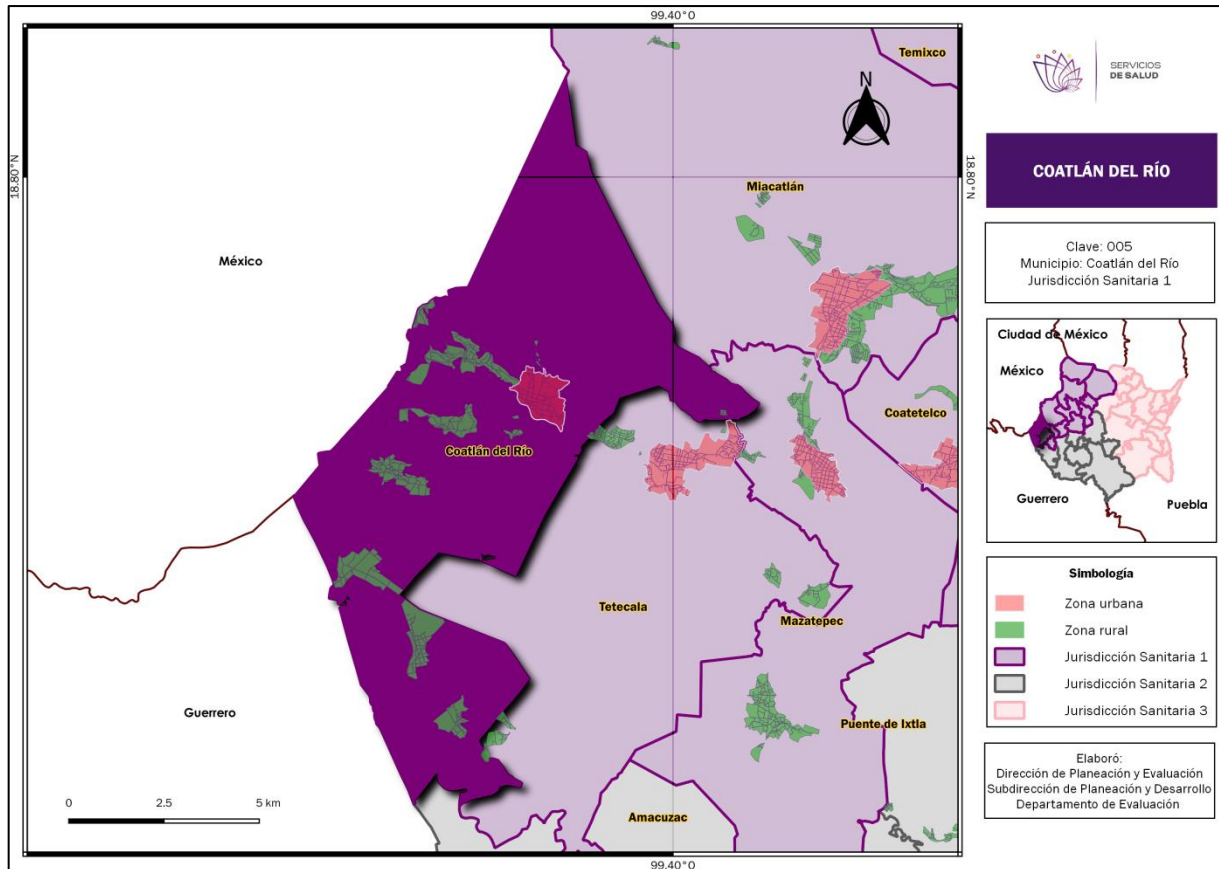 99.40°O
Temixco
N
18.80°N
18.80°N
Miacatlán
México
Coatetelco
Coatlán del Río
Tetecala
Mazatepec
Guerrero
Puente de Ixtla
0 2.5 5 km
Amacuzac
99.40°O
SERVICIOS
DE SALUD
COATLÁN DEL RÍO
Clave: 005
Municipio: Coatlán del Río
Jurisdicción Sanitaria 1
Ciudad de México
México
Guerrero
Puebla
Simbología
Zona urbana
Zona rural
Jurisdicción Sanitaria 1
Jurisdicción Sanitaria 2
Jurisdicción Sanitaria 3
Elaboró:
Dirección de Planeación y Evaluación
Subdirección de Planeación y Desarrollo
Departamento de Evaluación